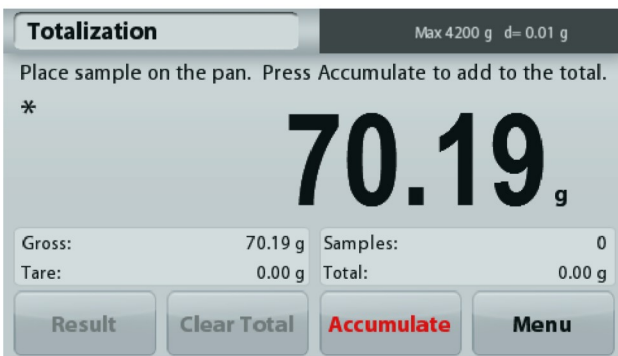 Totalization Max 4200 g d= 0.01 g
Place sample on the pan. Press Accumulate to add to the total.
*
70.19 g
Gross: 70.19 g Samples: 0
Tare: 0.00 g Total: 0.00 g
Result Clear Total Accumulate Menu